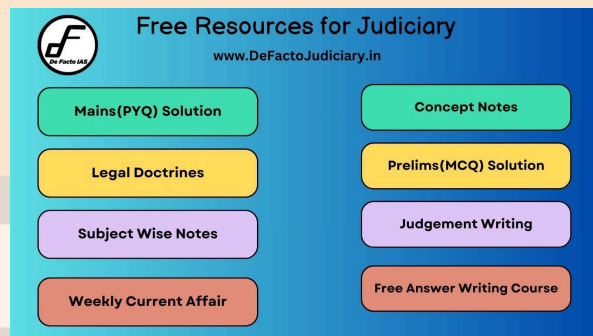 Free Resources for Judiciary
De Facto IAS
www.DeFactoJudiciary.in
Mains(PYQ) Solution
Concept Notes
Legal Doctrines
Prelims(MCQ) Solution
Subject Wise Notes
Judgement Writing
Weekly Current Affair
Free Answer Writing Course